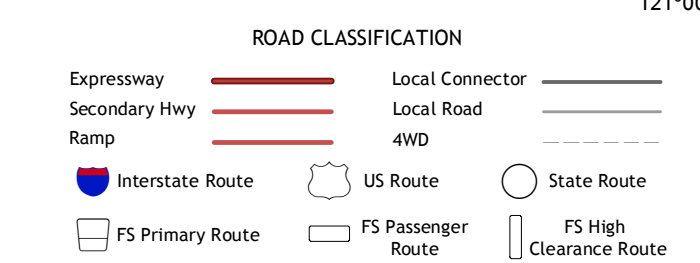 ROAD CLASSIFICATION
Expressway
Local Connector
Secondary Hwy
Local Road
Ramp
4WD
Interstate Route
US Route
State Route
FS Primary Route
FS Passenger
Route
FS High
Clearance Route